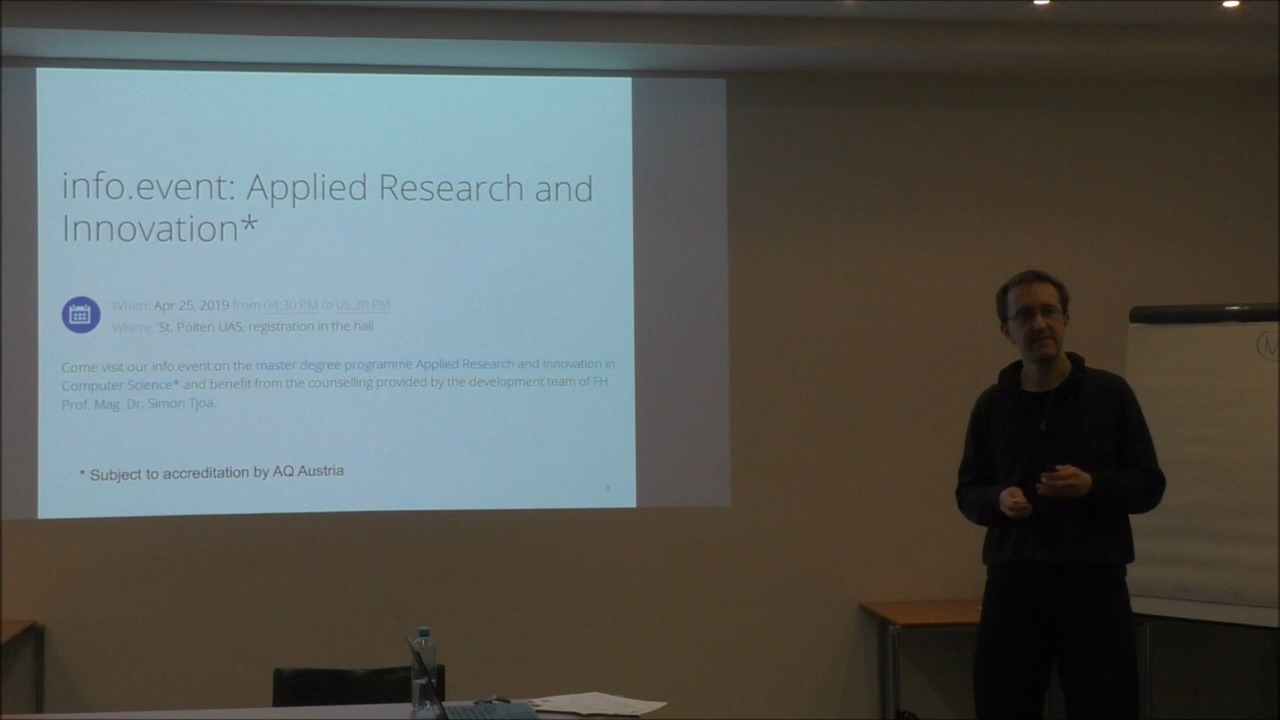 info.event: Applied Research and
Innovation*
When: Apr 25, 2019 from 04:30 PM to 05:30 PM
Where: St. Pölten UAS, registration in the hall
Come visit our info.event on the master degree programme Applied Research and Innovation in
Computer Science* and benefit from the counselling provided by the development team of FH
Prof. Mag. Dr. Simon Tjoa.
* Subject to accreditation by AQ Austria